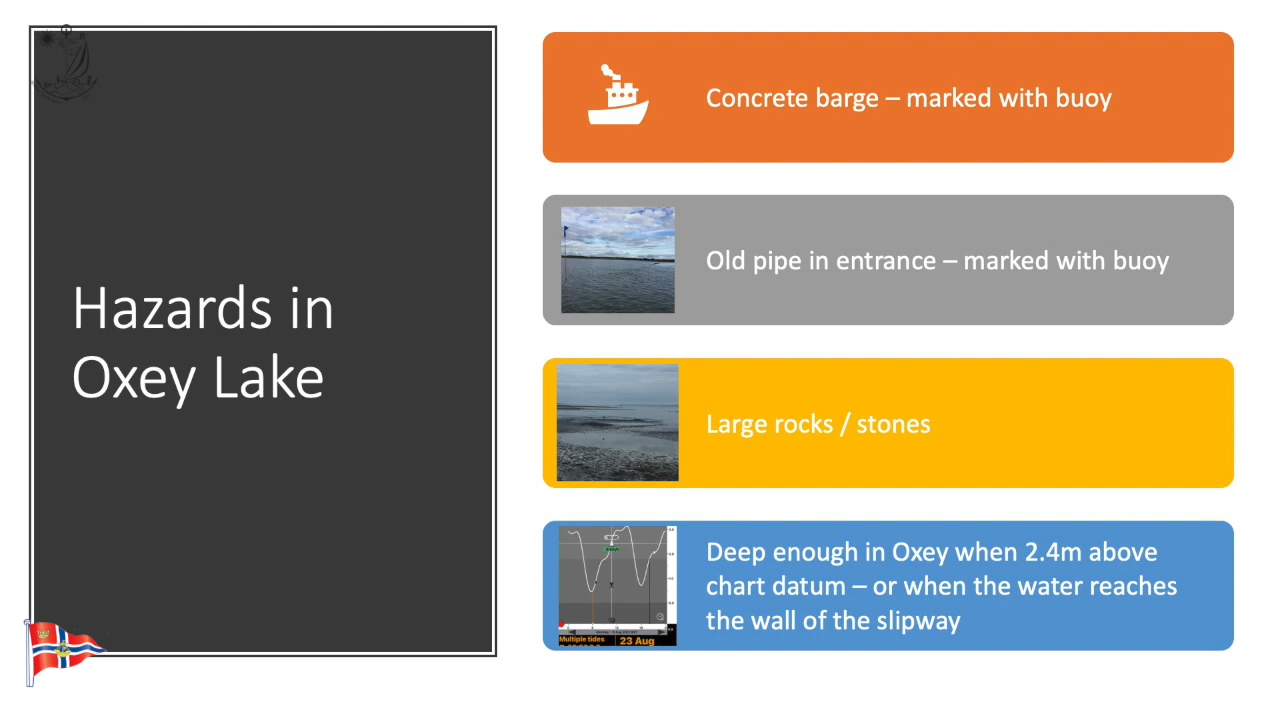 Hazards in
Oxey Lake
Concrete barge – marked with buoy
Old pipe in entrance – marked with buoy
Large rocks / stones
Deep enough in Oxey when 2.4m above
chart datum – or when the water reaches
the wall of the slipway
Multiple tides
23 Aug